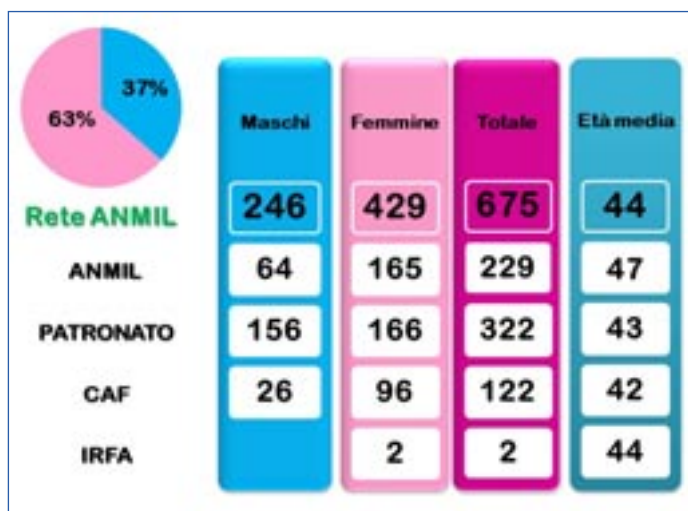 37%
63%
Maschi Femmine Totale Età media
Rete ANMIL 246 429 675 44
ANMIL 64 165 229 47
PATRONATO 156 166 322 43
CAF 26 96 122 42
IRFA 2 2 44